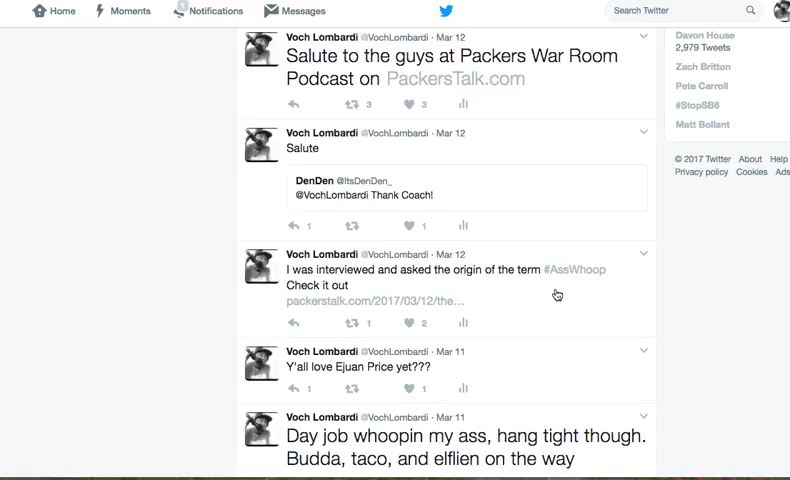 Home Moments 1 Notifications Messages Search Twitter
Voch Lombardi @VochLombardi · Mar 12
Salute to the guys at Packers War Room
Podcast on PackersTalk.com
3 3
Voch Lombardi @VochLombardi · Mar 12
Salute
DenDen @ItsDenDen_
@VochLombardi Thank Coach!
1 1
Voch Lombardi @VochLombardi · Mar 12
I was interviewed and asked the origin of the term #AssWhoop
Check it out
packerstalk.com/2017/03/12/the...
1 2
Voch Lombardi @VochLombardi · Mar 11
Y'all love Ejuan Price yet???
1 1
Voch Lombardi @VochLombardi · Mar 11
Day job whoopin my ass, hang tight though.
Budda, taco, and elflien on the way
Davon House
2,979 Tweets
Zach Britton
Pete Carroll
#StopSB6
Matt Bollant
© 2017 Twitter About Help
Privacy policy Cookies Ads